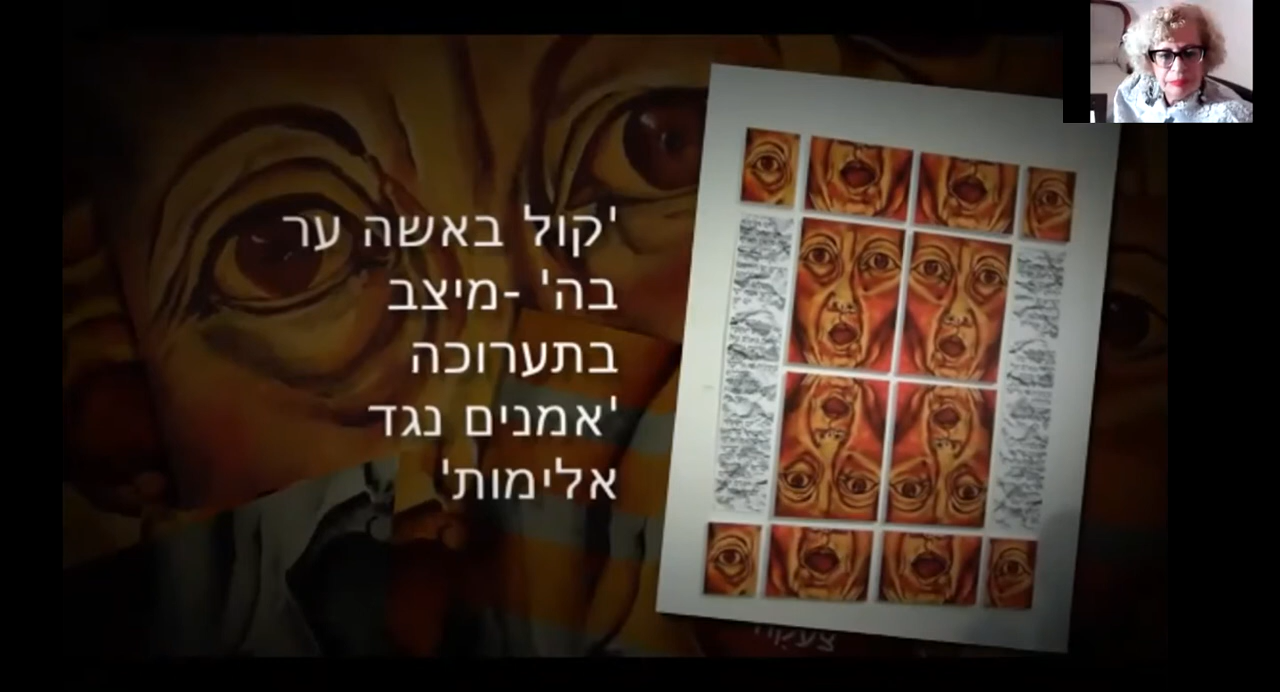 'קול באשה ער
בה' -מיצב
בתערוכה
'אמנים נגד
אלימות'